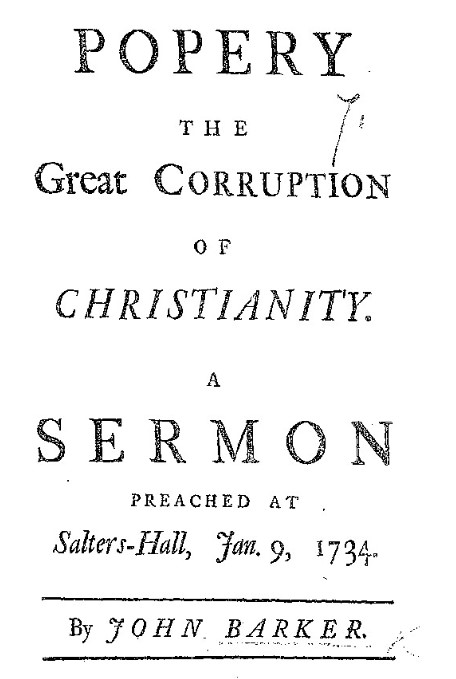 POPERY
THE
Great CORRUPTION
OF
CHRISTIANITY.
A
SERMON
PREACHED AT
Salters-Hall, Jan. 9, 1734.
By JOHN BARKER.